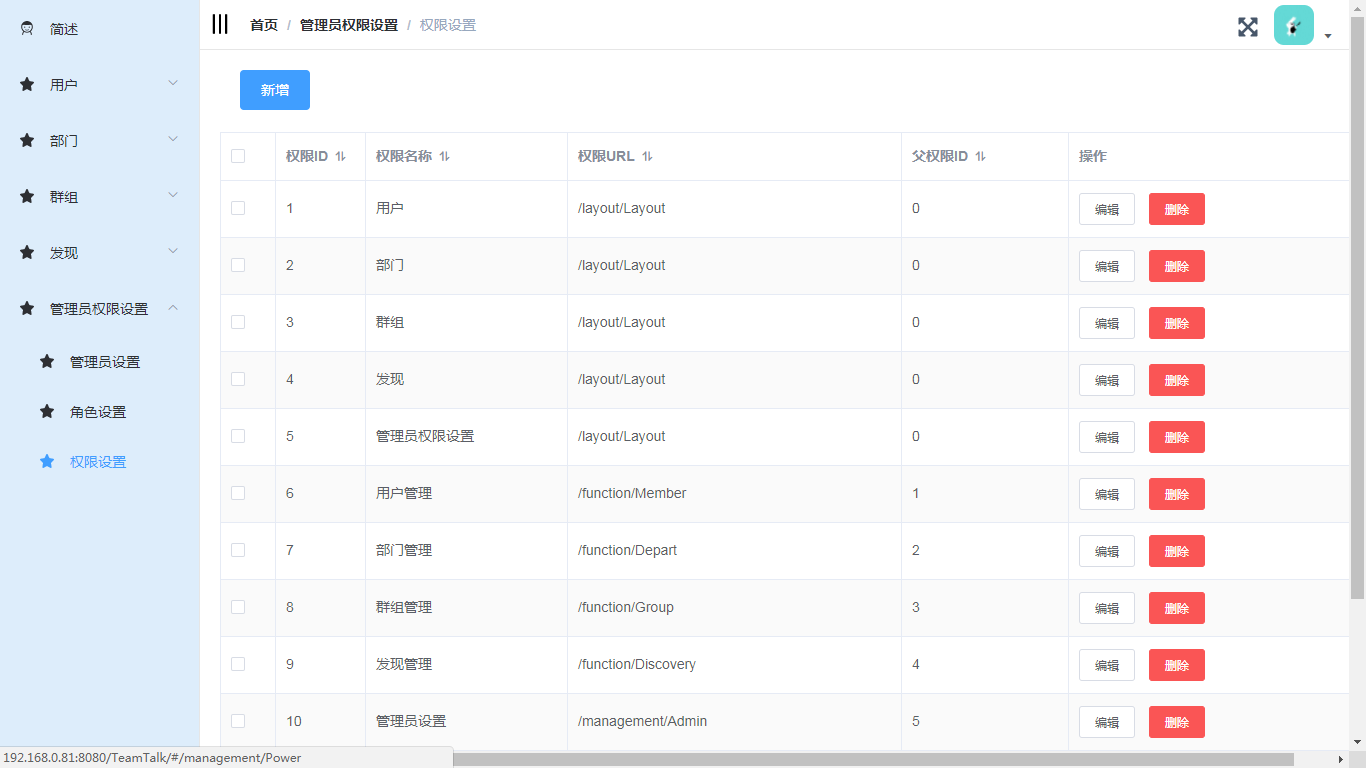 简述
用户
部门
群组
发现
管理员权限设置
管理员设置
角色设置
权限设置
首页 / 管理员权限设置 / 权限设置
新增
权限ID 权限名称 权限URL 父权限ID 操作
1 用户 /layout/Layout 0 编辑 删除
2 部门 /layout/Layout 0 编辑 删除
3 群组 /layout/Layout 0 编辑 删除
4 发现 /layout/Layout 0 编辑 删除
5 管理员权限设置 /layout/Layout 0 编辑 删除
6 用户管理 /function/Member 1 编辑 删除
7 部门管理 /function/Depart 2 编辑 删除
8 群组管理 /function/Group 3 编辑 删除
9 发现管理 /function/Discovery 4 编辑 删除
10 管理员设置 /management/Admin 5 编辑 删除
192.168.0.81:8080/TeamTalk/#/management/Power